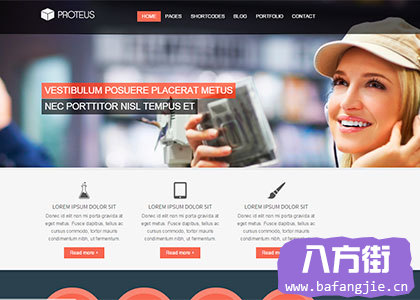 PROTEUS
HOME PAGES SHORTCODES BLOG PORTFOLIO CONTACT
VESTIBULUM POSUERE PLACERAT METUS
NEC PORTTITOR NISL TEMPUS ET
LOREM IPSUM DOLOR SIT LOREM IPSUM DOLOR SIT LOREM IPSUM DOLOR SIT
Donec id elit non mi porta gravida at Donec id elit non mi porta gravida at Donec id elit non mi porta gravida at
eget metus. Fusce dapibus, tellus ac eget metus. Fusce dapibus, tellus ac eget metus. Fusce dapibus, tellus ac
cursus commodo, tortor mauris cursus commodo, tortor mauris cursus commodo, tortor mauris
condimentum nibh, ut fermentum condimentum nibh, ut fermentum condimentum nibh, ut fermentum
Read more Read more Read more
八方街
www.bafangjie.cn